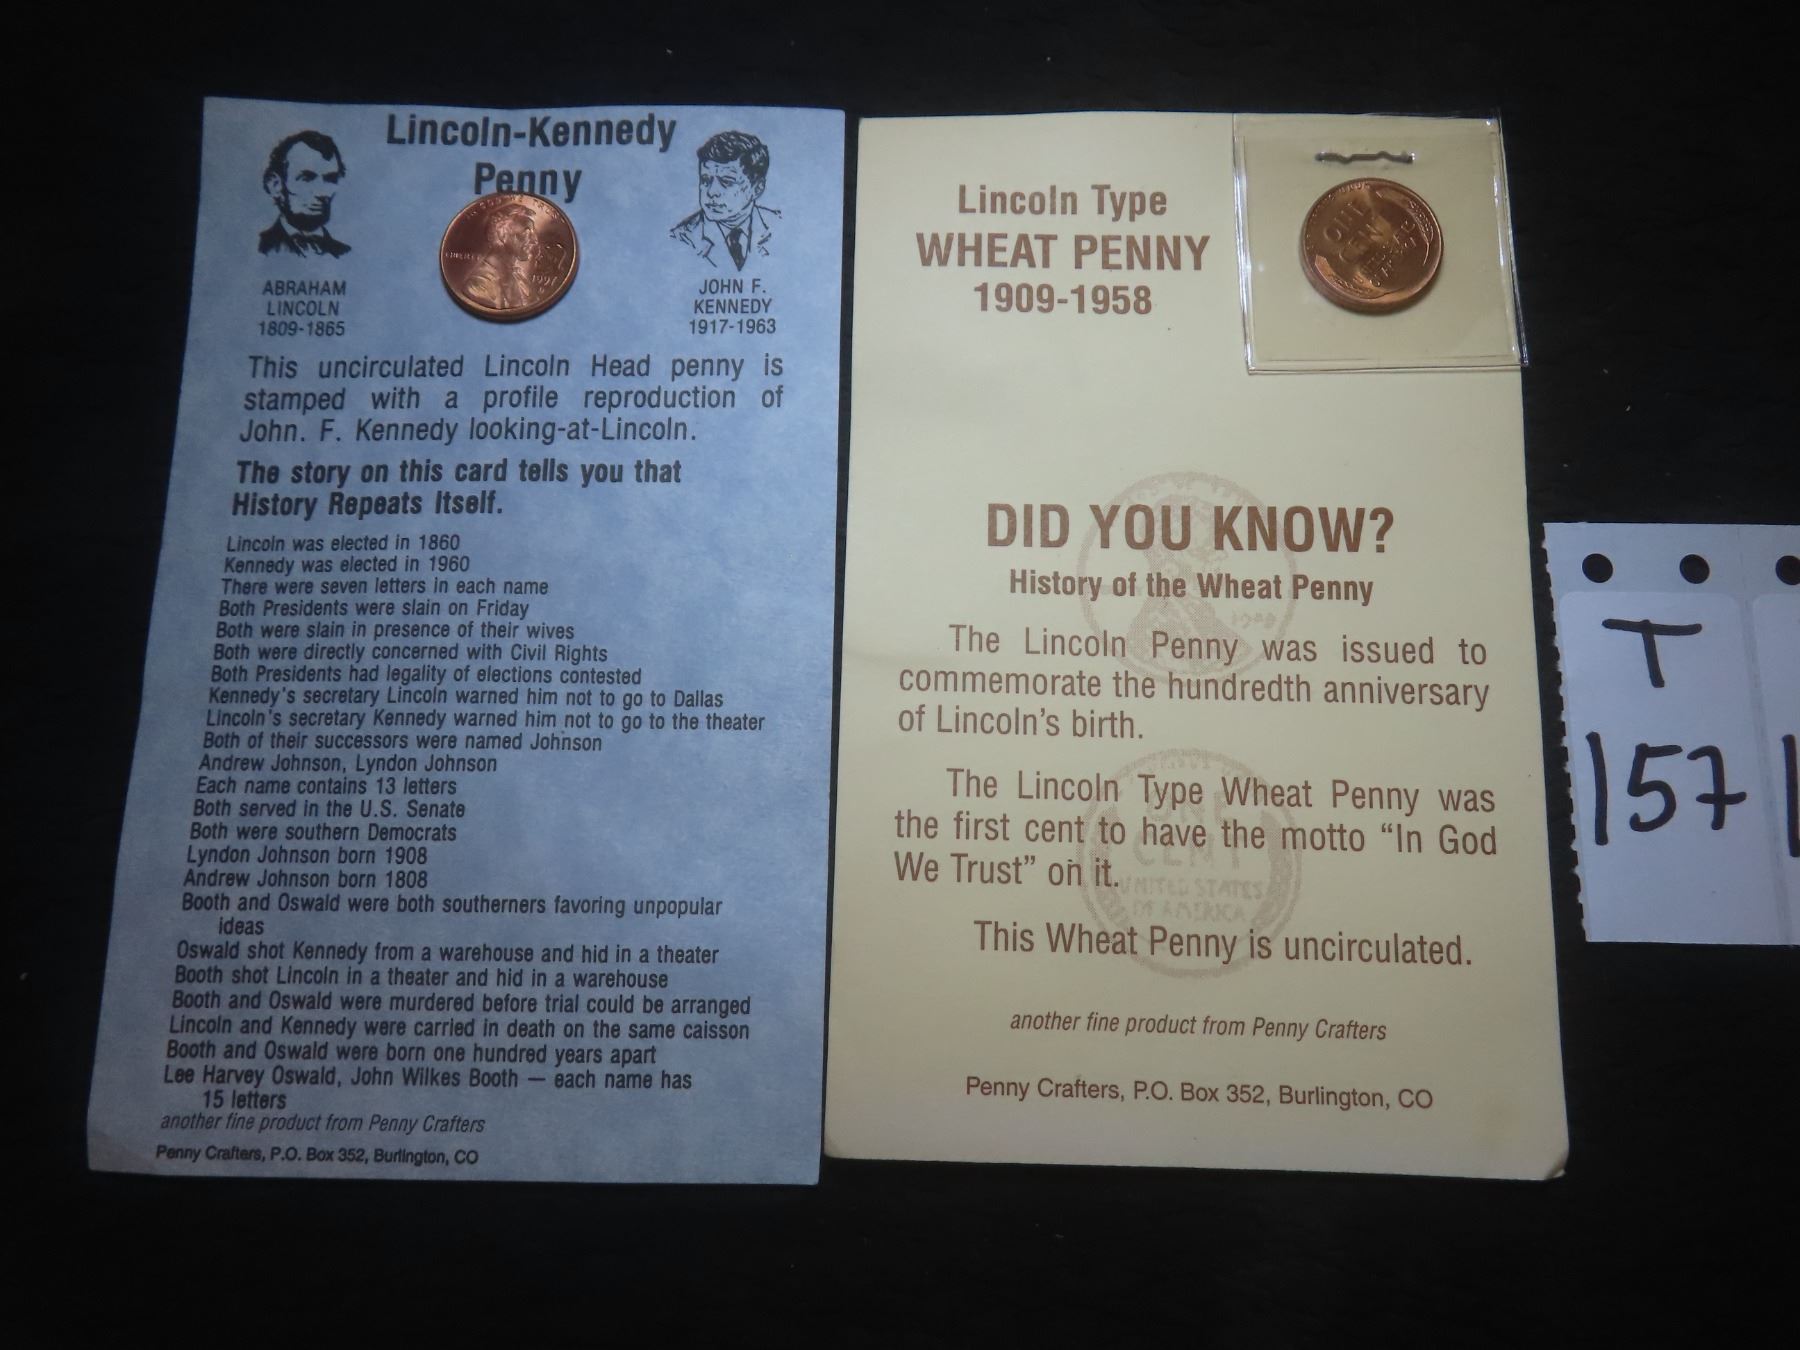 Lincoln-Kennedy
Penny
ABRAHAM
LINCOLN
1809-1865
JOHN F.
KENNEDY
1917-1963
This uncirculated Lincoln Head penny is
stamped with a profile reproduction of
John. F. Kennedy looking-at-Lincoln.
The story on this card tells you that
History Repeats Itself.
Lincoln was elected in 1860
Kennedy was elected in 1960
There were seven letters in each name
Both Presidents were slain on Friday
Both were slain in presence of their wives
Both were directly concerned with Civil Rights
Both Presidents had legality of elections contested
Kennedy's secretary Lincoln warned him not to go to Dallas
Lincoln's secretary Kennedy warned him not to go to the theater
Both of their successors were named Johnson
Andrew Johnson, Lyndon Johnson
Each name contains 13 letters
Both served in the U.S. Senate
Both were southern Democrats
Lyndon Johnson born 1908
Andrew Johnson born 1808
Booth and Oswald were both southerners favoring unpopular
ideas
Oswald shot Kennedy from a warehouse and hid in a theater
Booth shot Lincoln in a theater and hid in a warehouse
Booth and Oswald were murdered before trial could be arranged
Lincoln and Kennedy were carried in death on the same caisson
Booth and Oswald were born one hundred years apart
Lee Harvey Oswald, John Wilkes Booth — each name has
15 letters
another fine product from Penny Crafters
Penny Crafters, P.O. Box 352, Burlington, CO
Lincoln Type
WHEAT PENNY
1909-1958
ONE
CENT
UNITED STATES
OF AMERICA
DID YOU KNOW?
History of the Wheat Penny
The Lincoln Penny was issued to
commemorate the hundredth anniversary
of Lincoln's birth.
The Lincoln Type Wheat Penny was
the first cent to have the motto “In God
We Trust” on it.
UNITED STATES
OF AMERICA
This Wheat Penny is uncirculated.
another fine product from Penny Crafters
Penny Crafters, P.O. Box 352, Burlington, CO
T
157